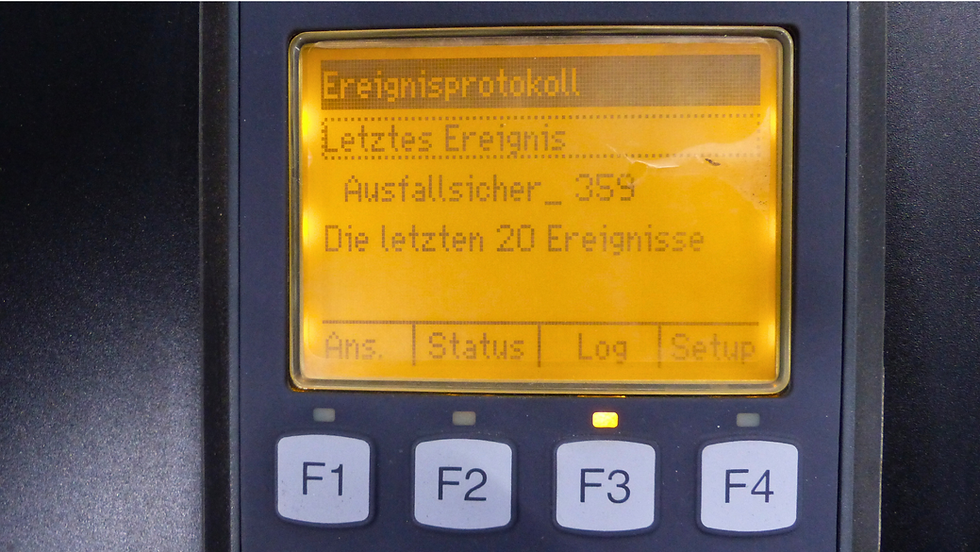 Ereignisprotokoll
Letztes Ereignis
Ausfallsicher_ 359
Die letzten 20 Ereignisse
Ans. Status Log Setup
F1 F2 F3 F4